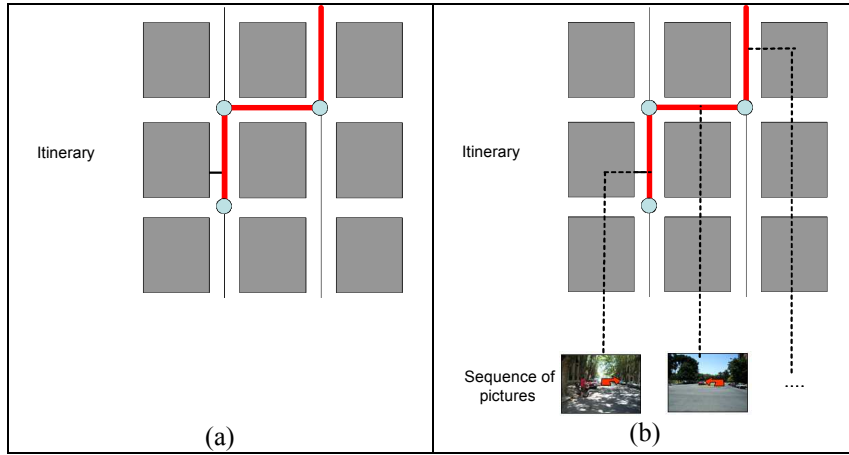 Itinerary
(a)
Itinerary
Sequence of
pictures
....
(b)